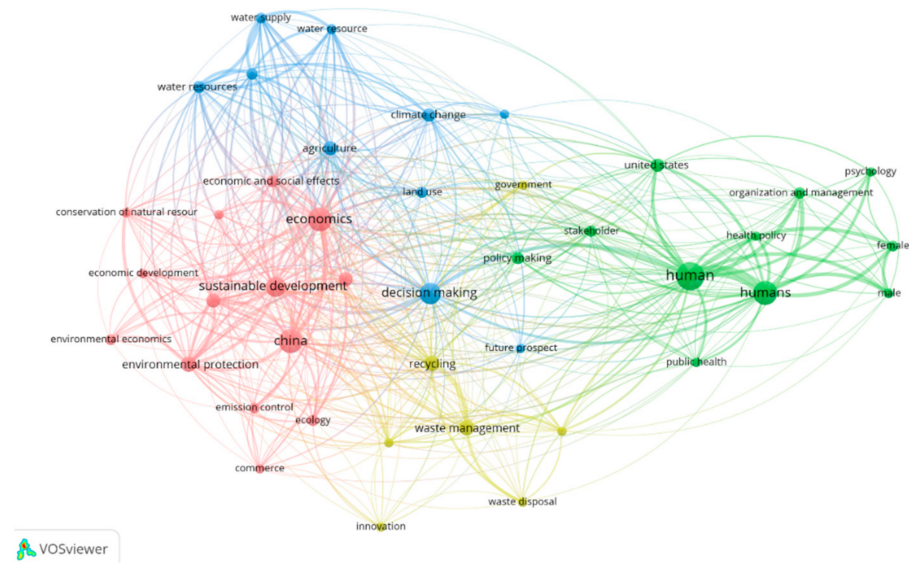 water supply
water resource
water resources
climate change
agriculture
united states
psychology
economic and social effects
government
land use
organization and management
conservation of natural resour
economics
stakeholder
health policy
female
policy making
economic development
human
sustainable development
decision making
humans
male
environmental economics
china
future prospect
environmental protection
recycling
public health
emission control
ecology
waste management
commerce
waste disposal
innovation
VOSviewer